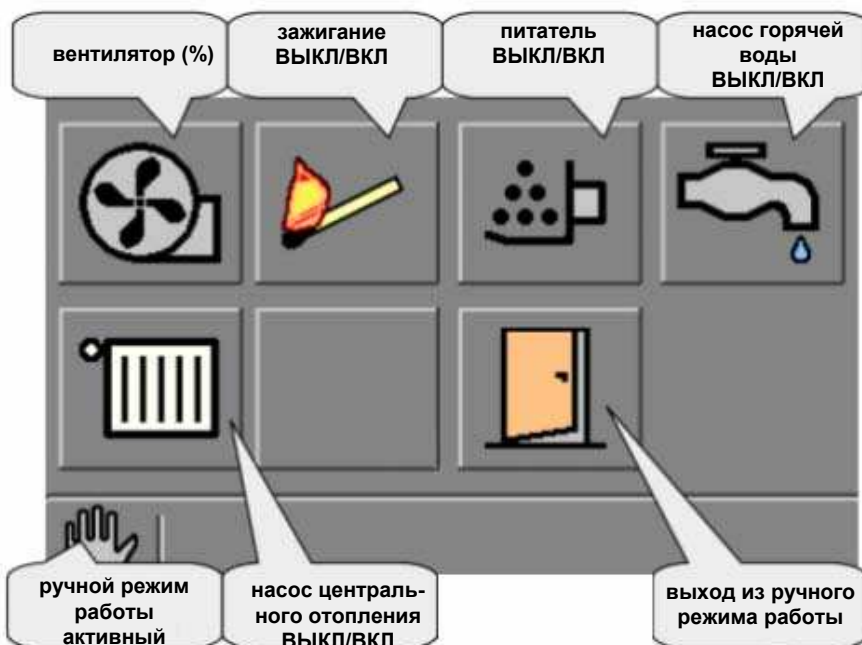 вентилятор (%)
зажигание
ВЫКЛ/ВКЛ
питатель
ВЫКЛ/ВКЛ
насос горячей
воды
ВЫКЛ/ВКЛ
ручной режим
работы
активный
насос централь-
ного отопления
ВЫКЛ/ВКЛ
выход из ручного
режима работы